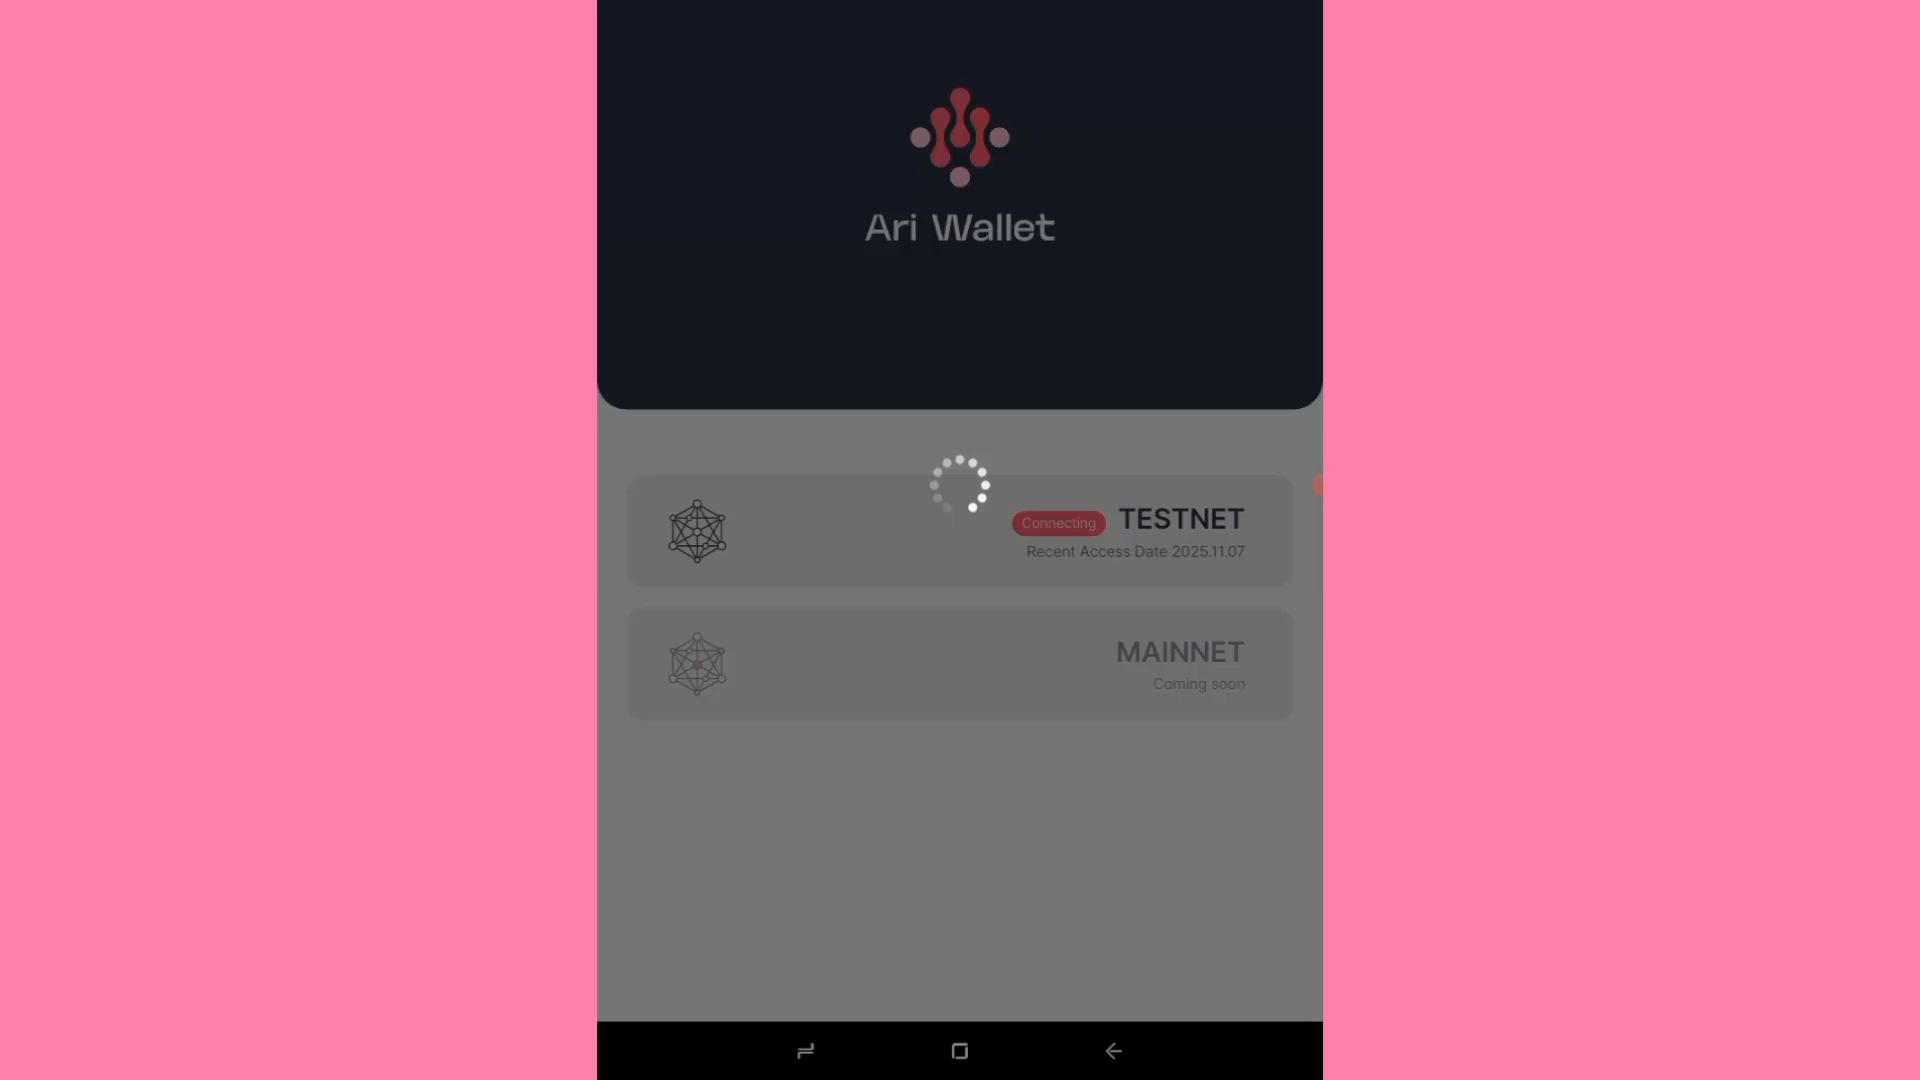 Ari Wallet
Connecting TESTNET
Recent Access Date 2025.11.07
MAINNET
Coming soon